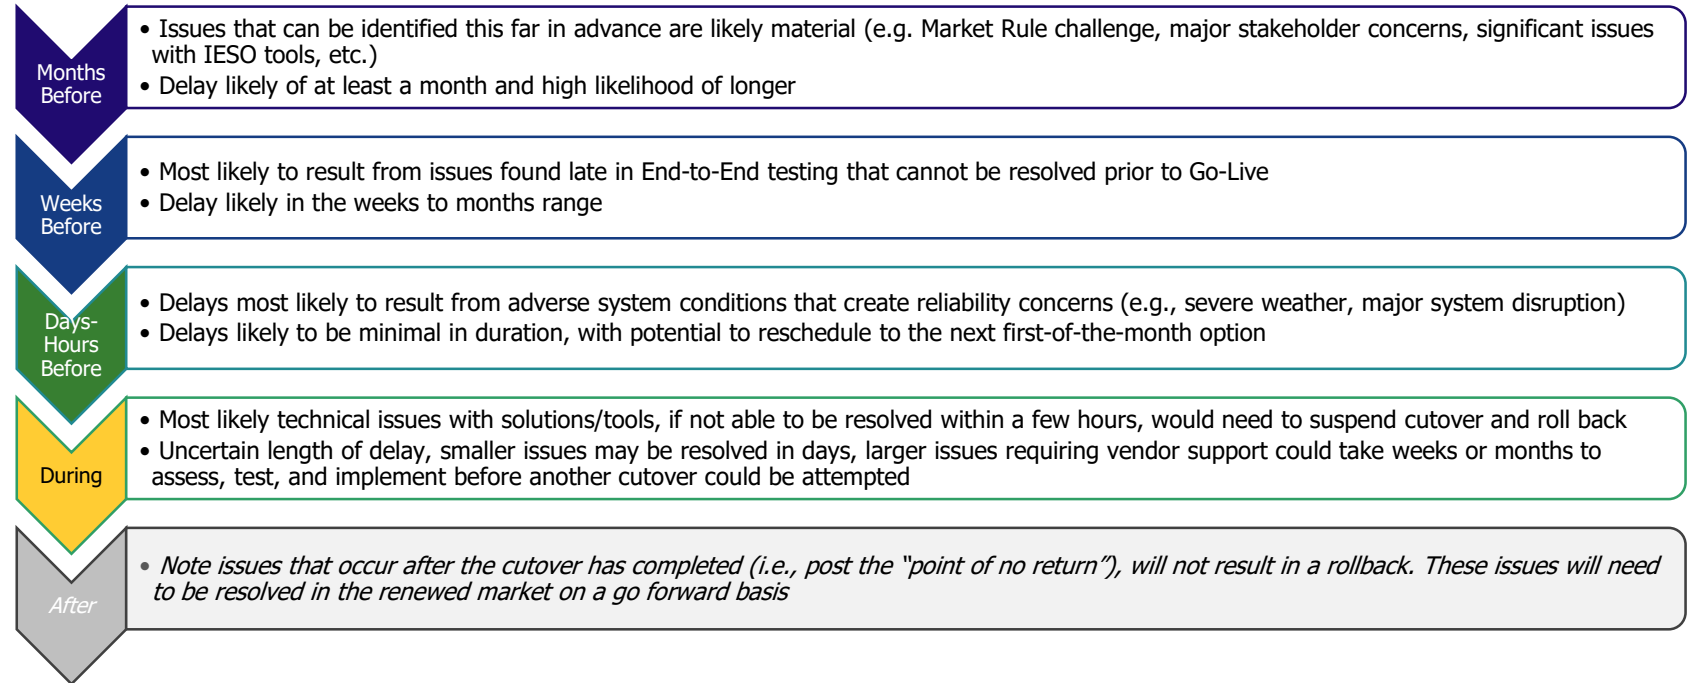 Months
Before
• Issues that can be identified this far in advance are likely material (e.g. Market Rule challenge, major stakeholder concerns, significant issues
with IESO tools, etc.)
• Delay likely of at least a month and high likelihood of longer
Weeks
Before
• Most likely to result from issues found late in End-to-End testing that cannot be resolved prior to Go-Live
• Delay likely in the weeks to months range
Days-
Hours
Before
• Delays most likely to result from adverse system conditions that create reliability concerns (e.g., severe weather, major system disruption)
• Delays likely to be minimal in duration, with potential to reschedule to the next first-of-the-month option
During
• Most likely technical issues with solutions/tools, if not able to be resolved within a few hours, would need to suspend cutover and roll back
• Uncertain length of delay, smaller issues may be resolved in days, larger issues requiring vendor support could take weeks or months to
assess, test, and implement before another cutover could be attempted
After
• Note issues that occur after the cutover has completed (i.e., post the “point of no return”), will not result in a rollback. These issues will need
to be resolved in the renewed market on a go forward basis